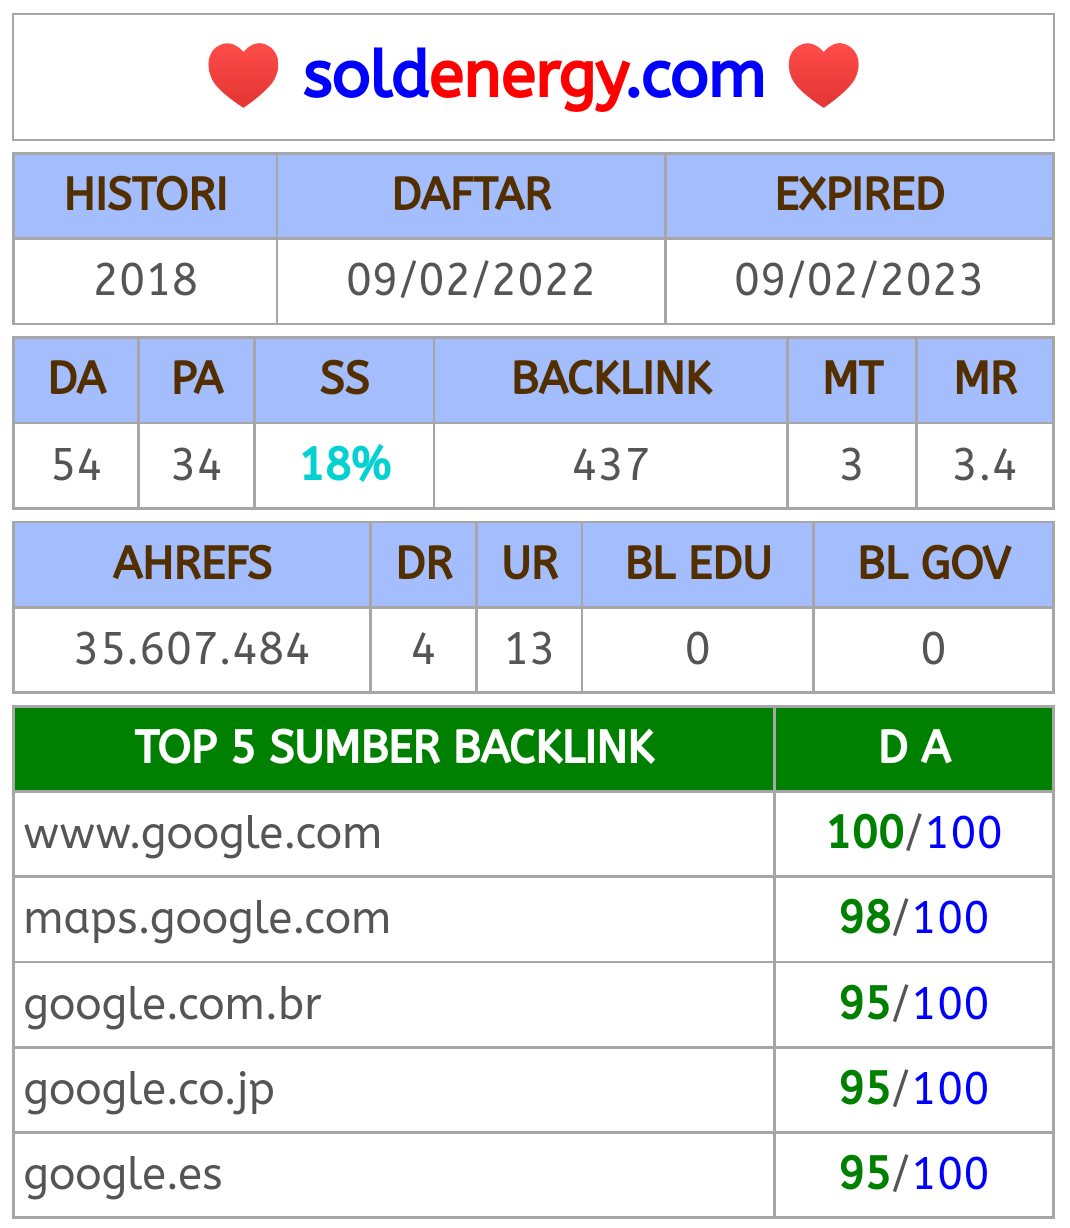 soldenergy.com
HISTORI DAFTAR EXPIRED
2018 09/02/2022 09/02/2023
DA PA SS BACKLINK MT MR
54 34 18% 437 3 3.4
AHREFS DR UR BL EDU BL GOV
35.607.484 4 13 0 0
TOP 5 SUMBER BACKLINK D A
www.google.com 100/100
maps.google.com 98/100
google.com.br 95/100
google.co.jp 95/100
google.es 95/100